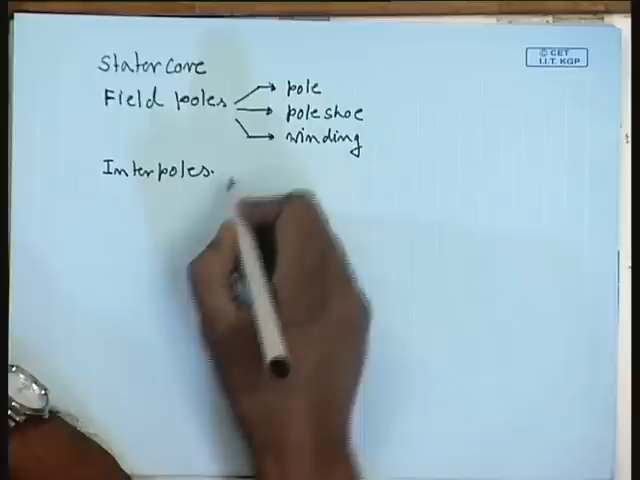 Stator core
Field poles → pole
→ pole shoe
→ winding
Interpoles.
© CET
I.I.T. KGP